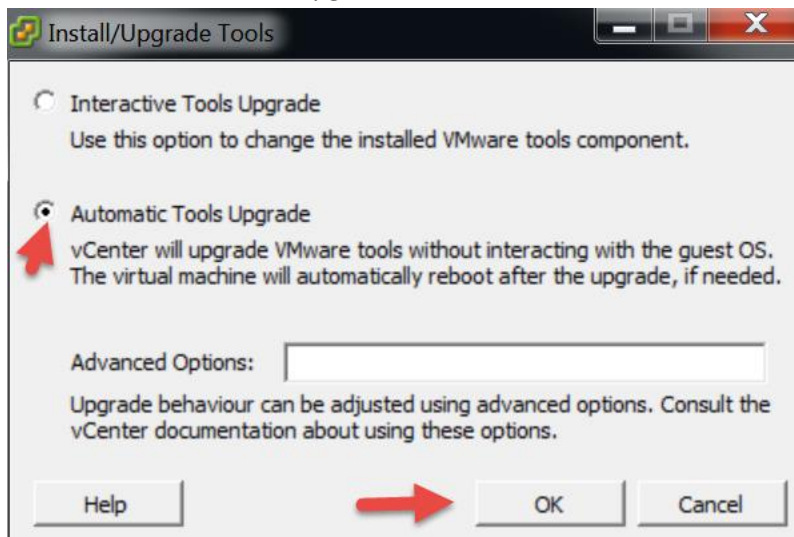 Install/Upgrade Tools
Interactive Tools Upgrade
Use this option to change the installed VMware tools component.
Automatic Tools Upgrade
vCenter will upgrade VMware tools without interacting with the guest OS.
The virtual machine will automatically reboot after the upgrade, if needed.
Advanced Options:
Upgrade behaviour can be adjusted using advanced options. Consult the
vCenter documentation about using these options.
Help OK Cancel